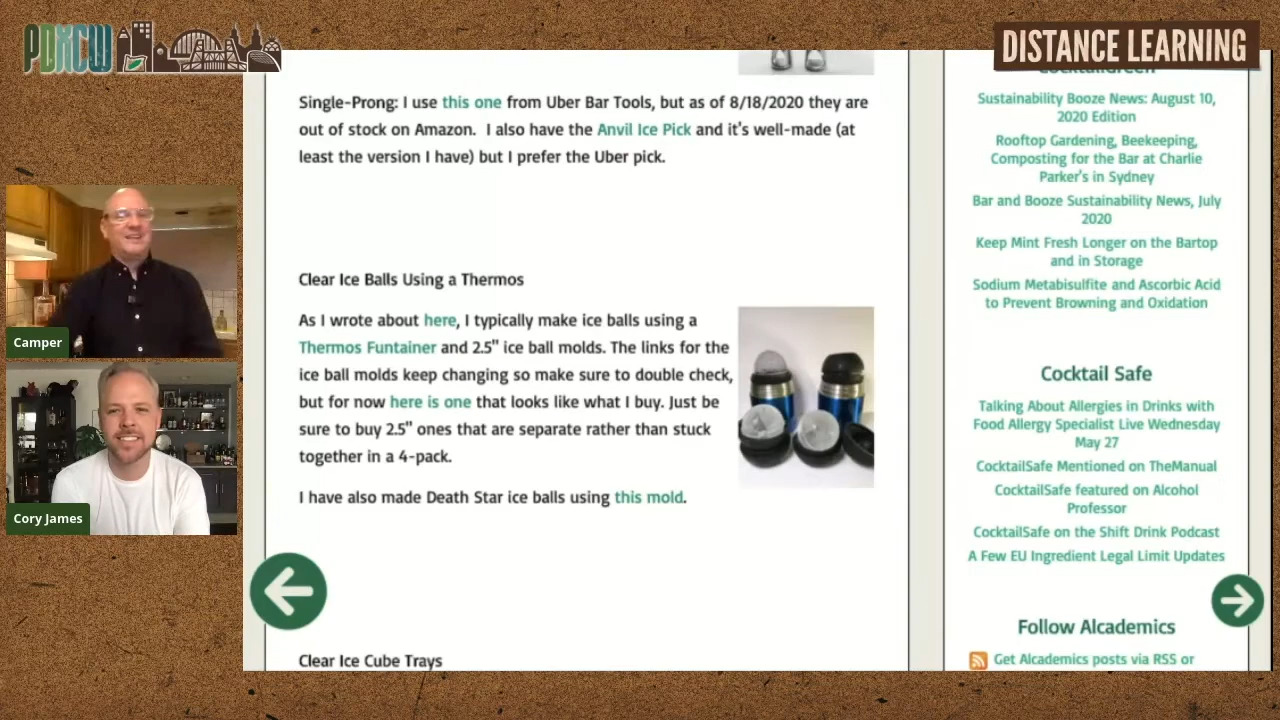 PDXCW
DISTANCE LEARNING
Camper
Cory James
Single-Prong: I use this one from Uber Bar Tools, but as of 8/18/2020 they are
out of stock on Amazon. I also have the Anvil Ice Pick and it's well-made (at
least the version I have) but I prefer the Uber pick.
Clear Ice Balls Using a Thermos
As I wrote about here, I typically make ice balls using a
Thermos Funtainer and 2.5" ice ball molds. The links for the
ice ball molds keep changing so make sure to double check,
but for now here is one that looks like what I buy. Just be
sure to buy 2.5" ones that are separate rather than stuck
together in a 4-pack.
I have also made Death Star ice balls using this mold.
Clear Ice Cube Trays
CocktailGreen
Sustainability Booze News: August 10,
2020 Edition
Rooftop Gardening, Beekeeping,
Composting for the Bar at Charlie
Parker's in Sydney
Bar and Booze Sustainability News, July
2020
Keep Mint Fresh Longer on the Bartop
and in Storage
Sodium Metabisulfite and Ascorbic Acid
to Prevent Browning and Oxidation
Cocktail Safe
Talking About Allergies in Drinks with
Food Allergy Specialist Live Wednesday
May 27
CocktailSafe Mentioned on TheManual
CocktailSafe featured on Alcohol
Professor
CocktailSafe on the Shift Drink Podcast
A Few EU Ingredient Legal Limit Updates
Follow Alcademics
Get Alcademics posts via RSS or